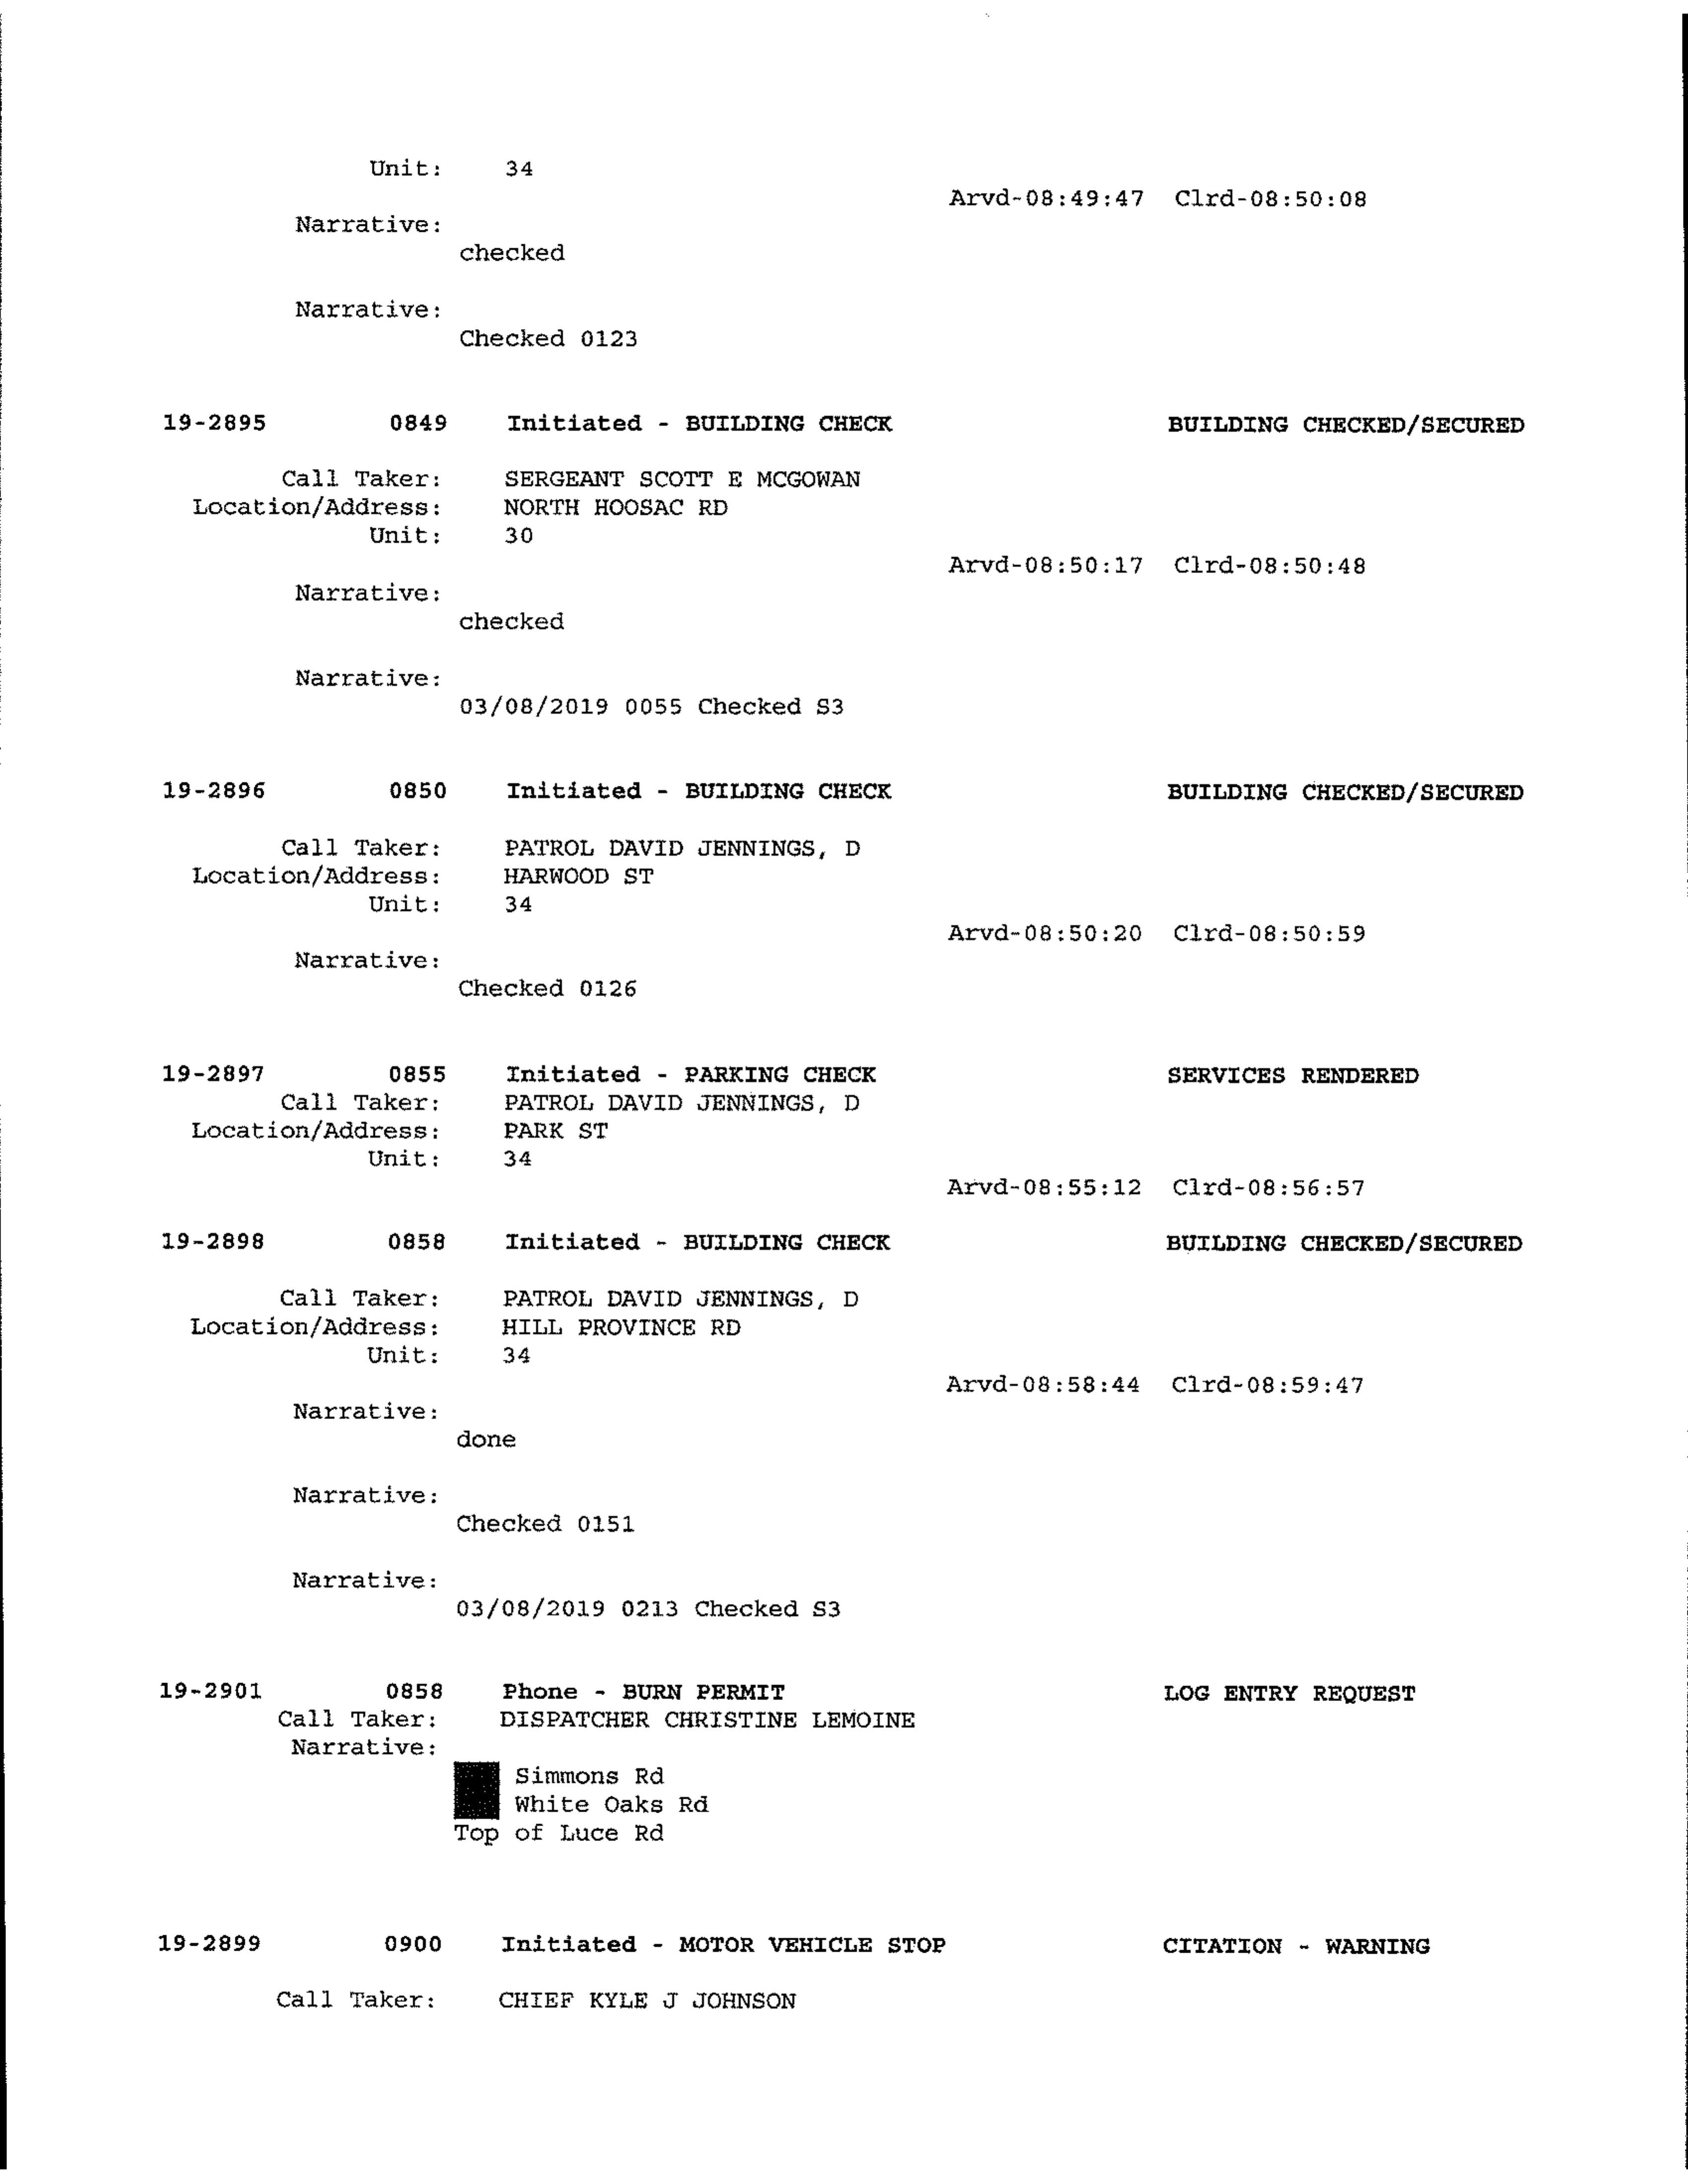 Unit: 34
Arvd-08:49:47 Clrd-08:50:08
Narrative:
checked
Narrative:
Checked 0123
19-2895 0849 Initiated - BUILDING CHECK BUILDING CHECKED/SECURED
Call Taker: SERGEANT SCOTT E MCGOWAN
Location/Address: NORTH HOOSAC RD
Unit: 30
Arvd-08:50:17 Clrd-08:50:48
Narrative:
checked
Narrative:
03/08/2019 0055 Checked S3
19-2896 0850 Initiated - BUILDING CHECK BUILDING CHECKED/SECURED
Call Taker: PATROL DAVID JENNINGS, D
Location/Address: HARWOOD ST
Unit: 34
Arvd-08:50:20 Clrd-08:50:59
Narrative:
Checked 0126
19-2897 0855 Initiated - PARKING CHECK SERVICES RENDERED
Call Taker: PATROL DAVID JENNINGS, D
Location/Address: PARK ST
Unit: 34
Arvd-08:55:12 Clrd-08:56:57
19-2898 0858 Initiated - BUILDING CHECK BUILDING CHECKED/SECURED
Call Taker: PATROL DAVID JENNINGS, D
Location/Address: HILL PROVINCE RD
Unit: 34
Arvd-08:58:44 Clrd-08:59:47
Narrative:
done
Narrative:
Checked 0151
Narrative:
03/08/2019 0213 Checked S3
19-2901 0858 Phone - BURN PERMIT LOG ENTRY REQUEST
Call Taker: DISPATCHER CHRISTINE LEMOINE
Narrative:
Simmons Rd
White Oaks Rd
Top of Luce Rd
19-2899 0900 Initiated - MOTOR VEHICLE STOP CITATION - WARNING
Call Taker: CHIEF KYLE J JOHNSON